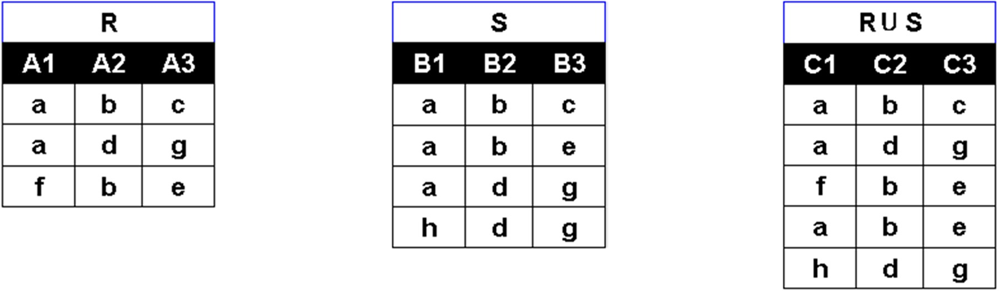 R
A1 A2 A3
a b c
a d g
f b e
S
B1 B2 B3
a b c
a b e
a d g
h d g
R U S
C1 C2 C3
a b c
a d g
f b e
a b e
h d g